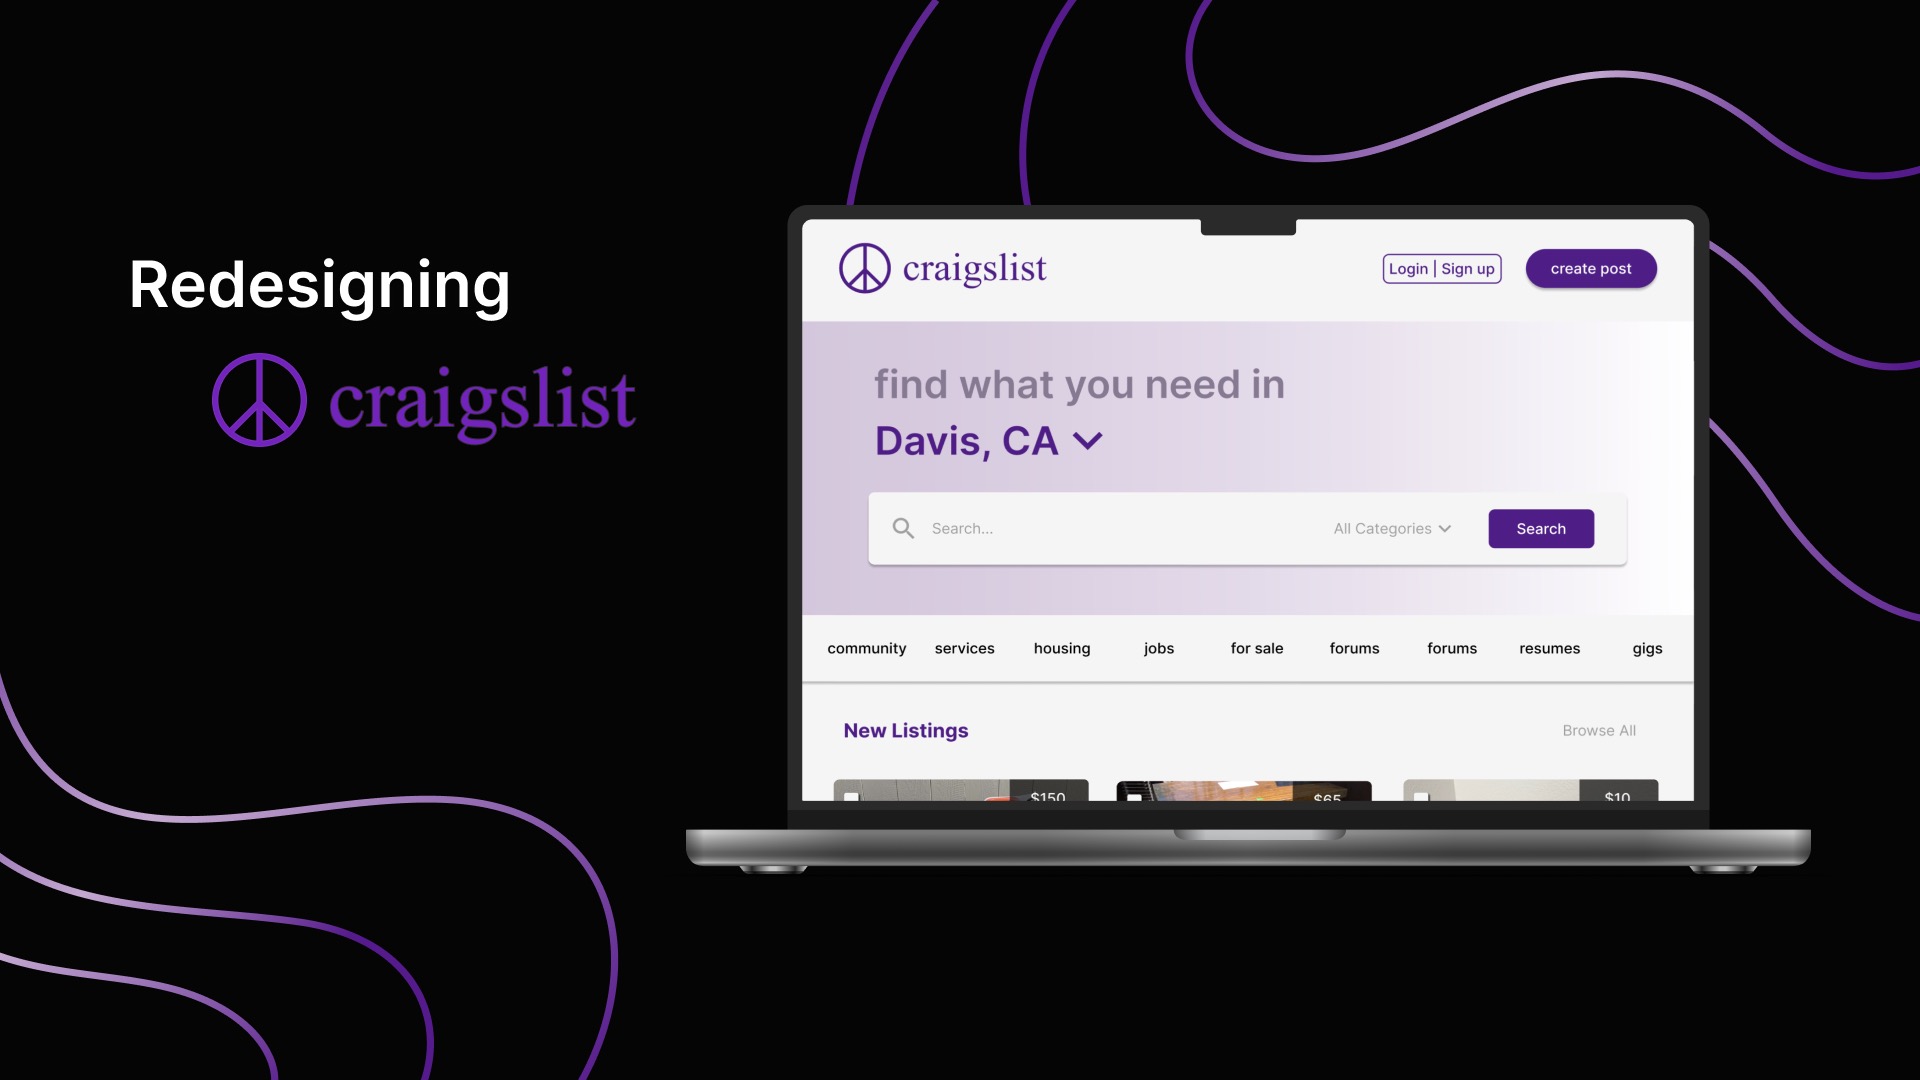 Redesigning
craigslist
craigslist
Login | Sign up
create post
find what you need in
Davis, CA
Search...
All Categories
Search
community services housing jobs for sale forums forums resumes gigs
New Listings
Browse All
$150
$65
$10